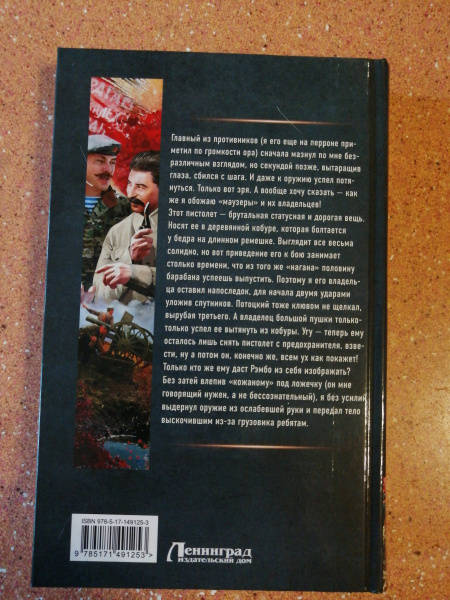 Главный из противников (я его еще на перроне при-
метил по громкости ора) сначала мазнул по мне без-
различным взглядом, но секундой позже, вытаращив
глаза, сбился с шага. И даже к оружию успел потя-
нуться. Только вот зря. А вообще хочу сказать — как
же я обожаю «маузеры» и их владельцев!
Этот пистолет — брутальная статусная и дорогая вещь.
Носят ее в деревянной кобуре, которая болтается
у бедра на длинном ремешке. Выглядит все весьма
солидно, но вот приведение его к бою занимает
столько времени, что из того же «нагана» половину
барабана успеешь выпустить. Поэтому я его владель-
ца оставил напоследок, для начала двумя ударами
уложив спутников. Потоцкий тоже клювом не щелкал,
вырубая третьего. А владелец большой пушки только-
только успел ее вытянуть из кобуры. Угу — теперь ему
осталось лишь снять пистолет с предохранителя, взве-
сти, ну а потом он, конечно же, всем ух как покажет!
Только кто же ему даст Рэмбо из себя изображать?
Без затей влепив «кожаному» под ложечку (он мне
говорящий нужен, а не бессознательный), я без усилий
выдернул оружие из ослабевшей руки и передал тело
выскочившим из-за грузовика ребятам.
ISBN 978-5-17-149125-3
9 785171 491253>
Ленинград
издательский дом